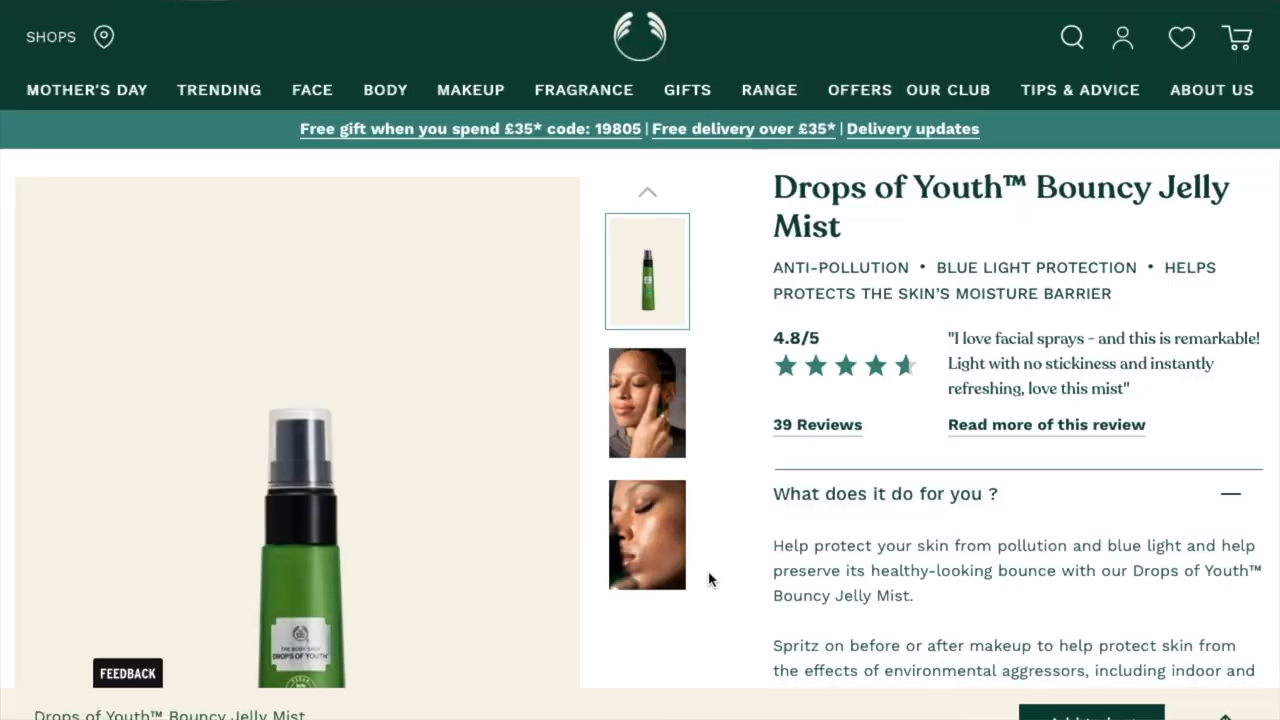 SHOPS
MOTHER'S DAY TRENDING FACE BODY MAKEUP FRAGRANCE GIFTS RANGE OFFERS OUR CLUB TIPS & ADVICE ABOUT US
Free gift when you spend £35* code: 19805 | Free delivery over £35* | Delivery updates
Drops of Youth™ Bouncy Jelly
Mist
ANTI-POLLUTION • BLUE LIGHT PROTECTION • HELPS
PROTECTS THE SKIN'S MOISTURE BARRIER
4.8/5
"I love facial sprays - and this is remarkable!
Light with no stickiness and instantly
refreshing, love this mist"
39 Reviews
Read more of this review
What does it do for you ?
Help protect your skin from pollution and blue light and help
preserve its healthy-looking bounce with our Drops of Youth™
Bouncy Jelly Mist.
Spritz on before or after makeup to help protect skin from
the effects of environmental aggressors, including indoor and
THE BODY SHOP
DROPS OF YOUTH™
FEEDBACK
Drops of Youth™ Bouncy Jelly Mist